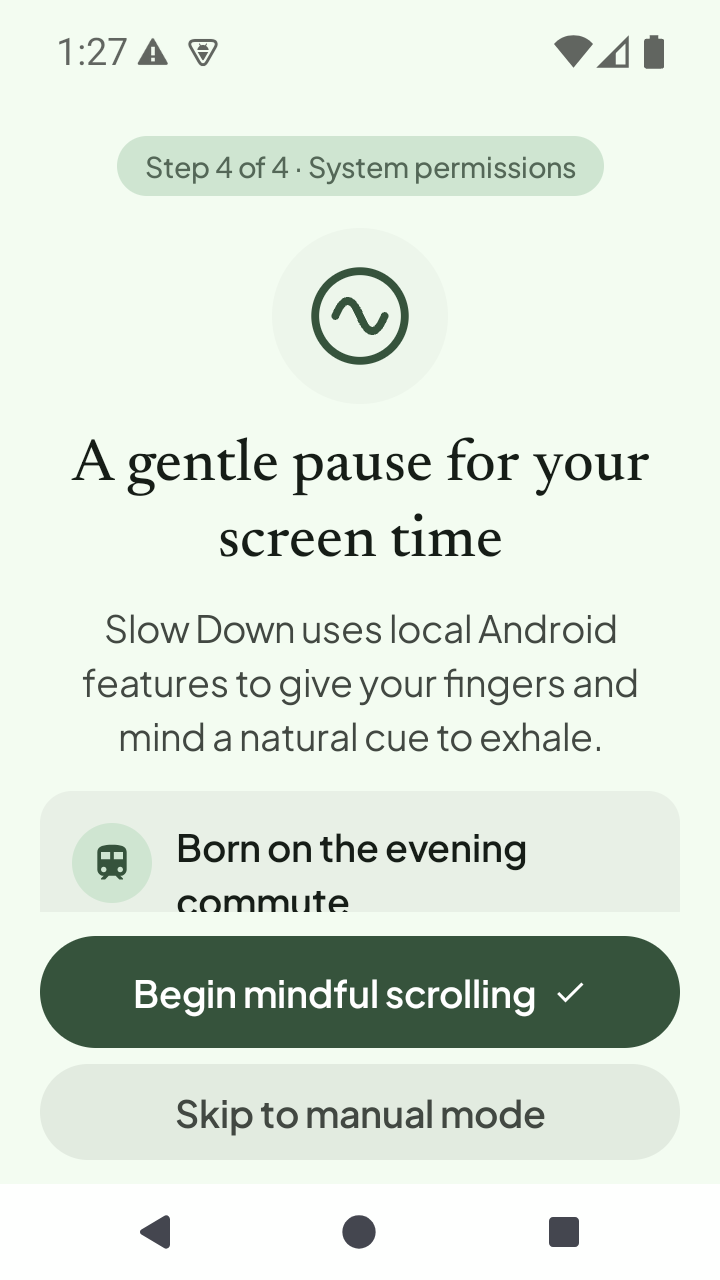 1:27
Step 4 of 4 · System permissions
A gentle pause for your
screen time
Slow Down uses local Android
features to give your fingers and
mind a natural cue to exhale.
Born on the evening
commute
Begin mindful scrolling
Skip to manual mode